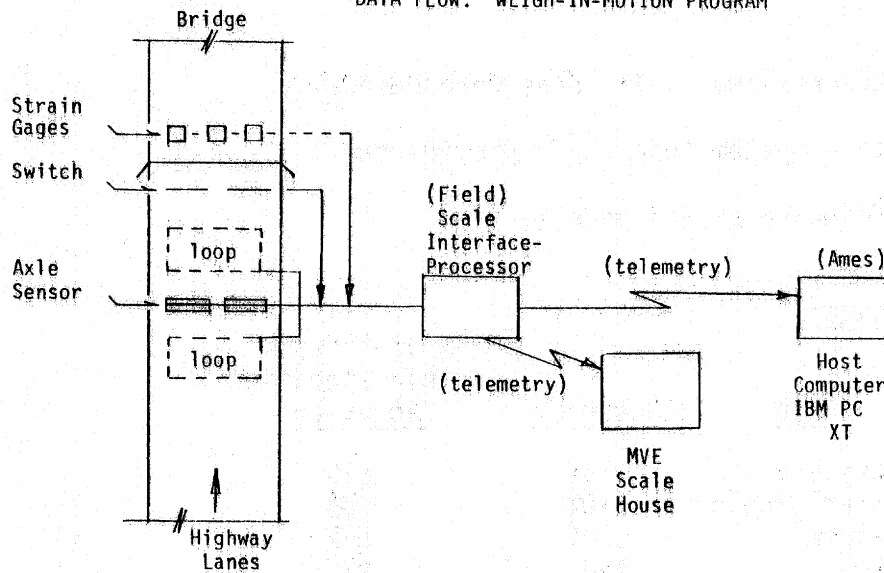 DATA FLOW: WEIGH-IN-MOTION PROGRAM
Bridge
Strain
Gages
Switch
loop
Axle
Sensor
loop
(Field)
Scale
Interface-
Processor
(telemetry)
(Ames)
Host
Computer
IBM PC
XT
(telemetry)
MVE
Scale
House
Highway
Lanes